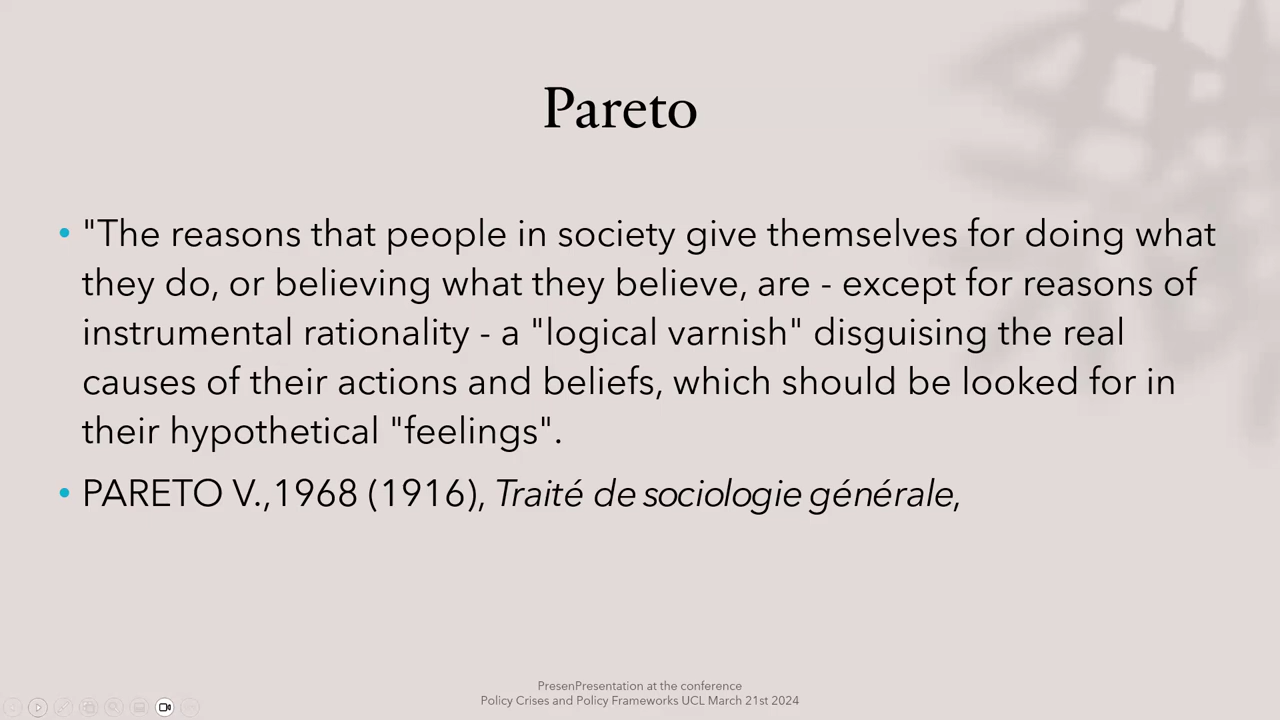 Pareto
• "The reasons that people in society give themselves for doing what
they do, or believing what they believe, are - except for reasons of
instrumental rationality - a "logical varnish" disguising the real
causes of their actions and beliefs, which should be looked for in
their hypothetical "feelings".
• PARETO V.,1968 (1916), Traité de sociologie générale,
PresenPresentation at the conference
Policy Crises and Policy Frameworks UCL March 21st 2024